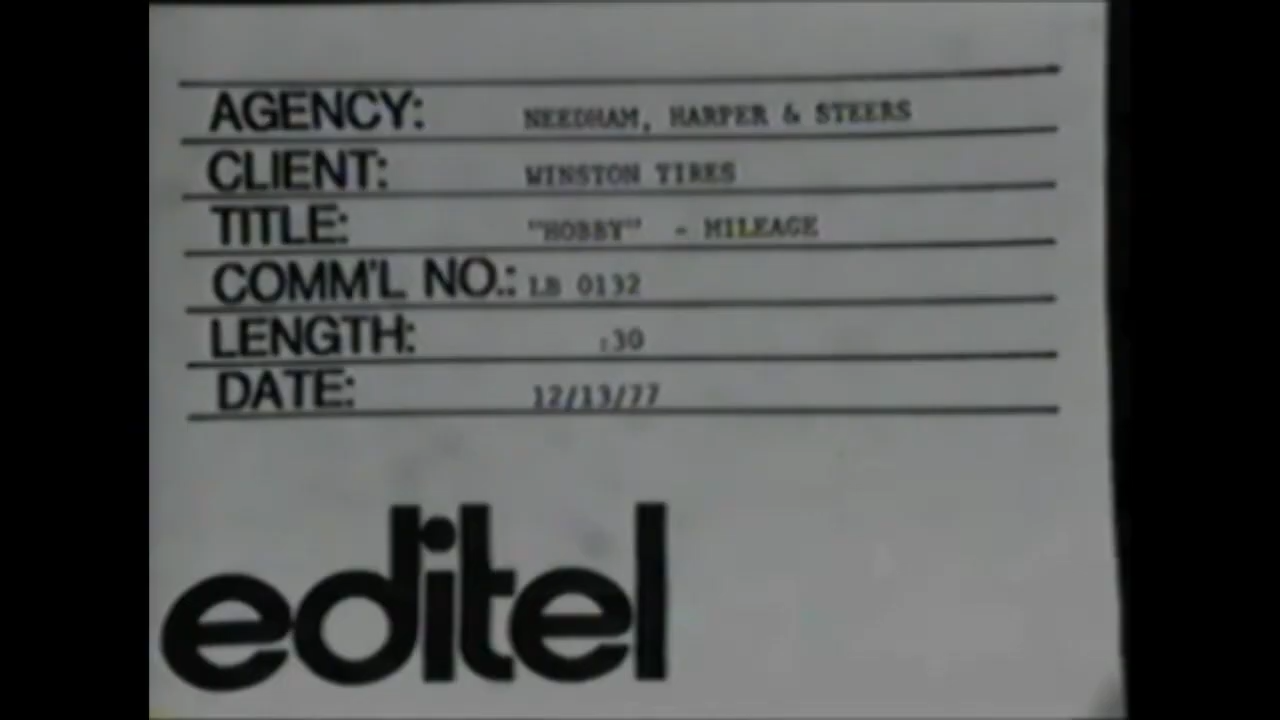 AGENCY: NEEDHAM, HARPER & STEERS
CLIENT: WINSTON TIRES
TITLE: "HOBBY" - MILEAGE
COMM'L NO.: LB 0132
LENGTH: :30
DATE: 12/13/77
editel